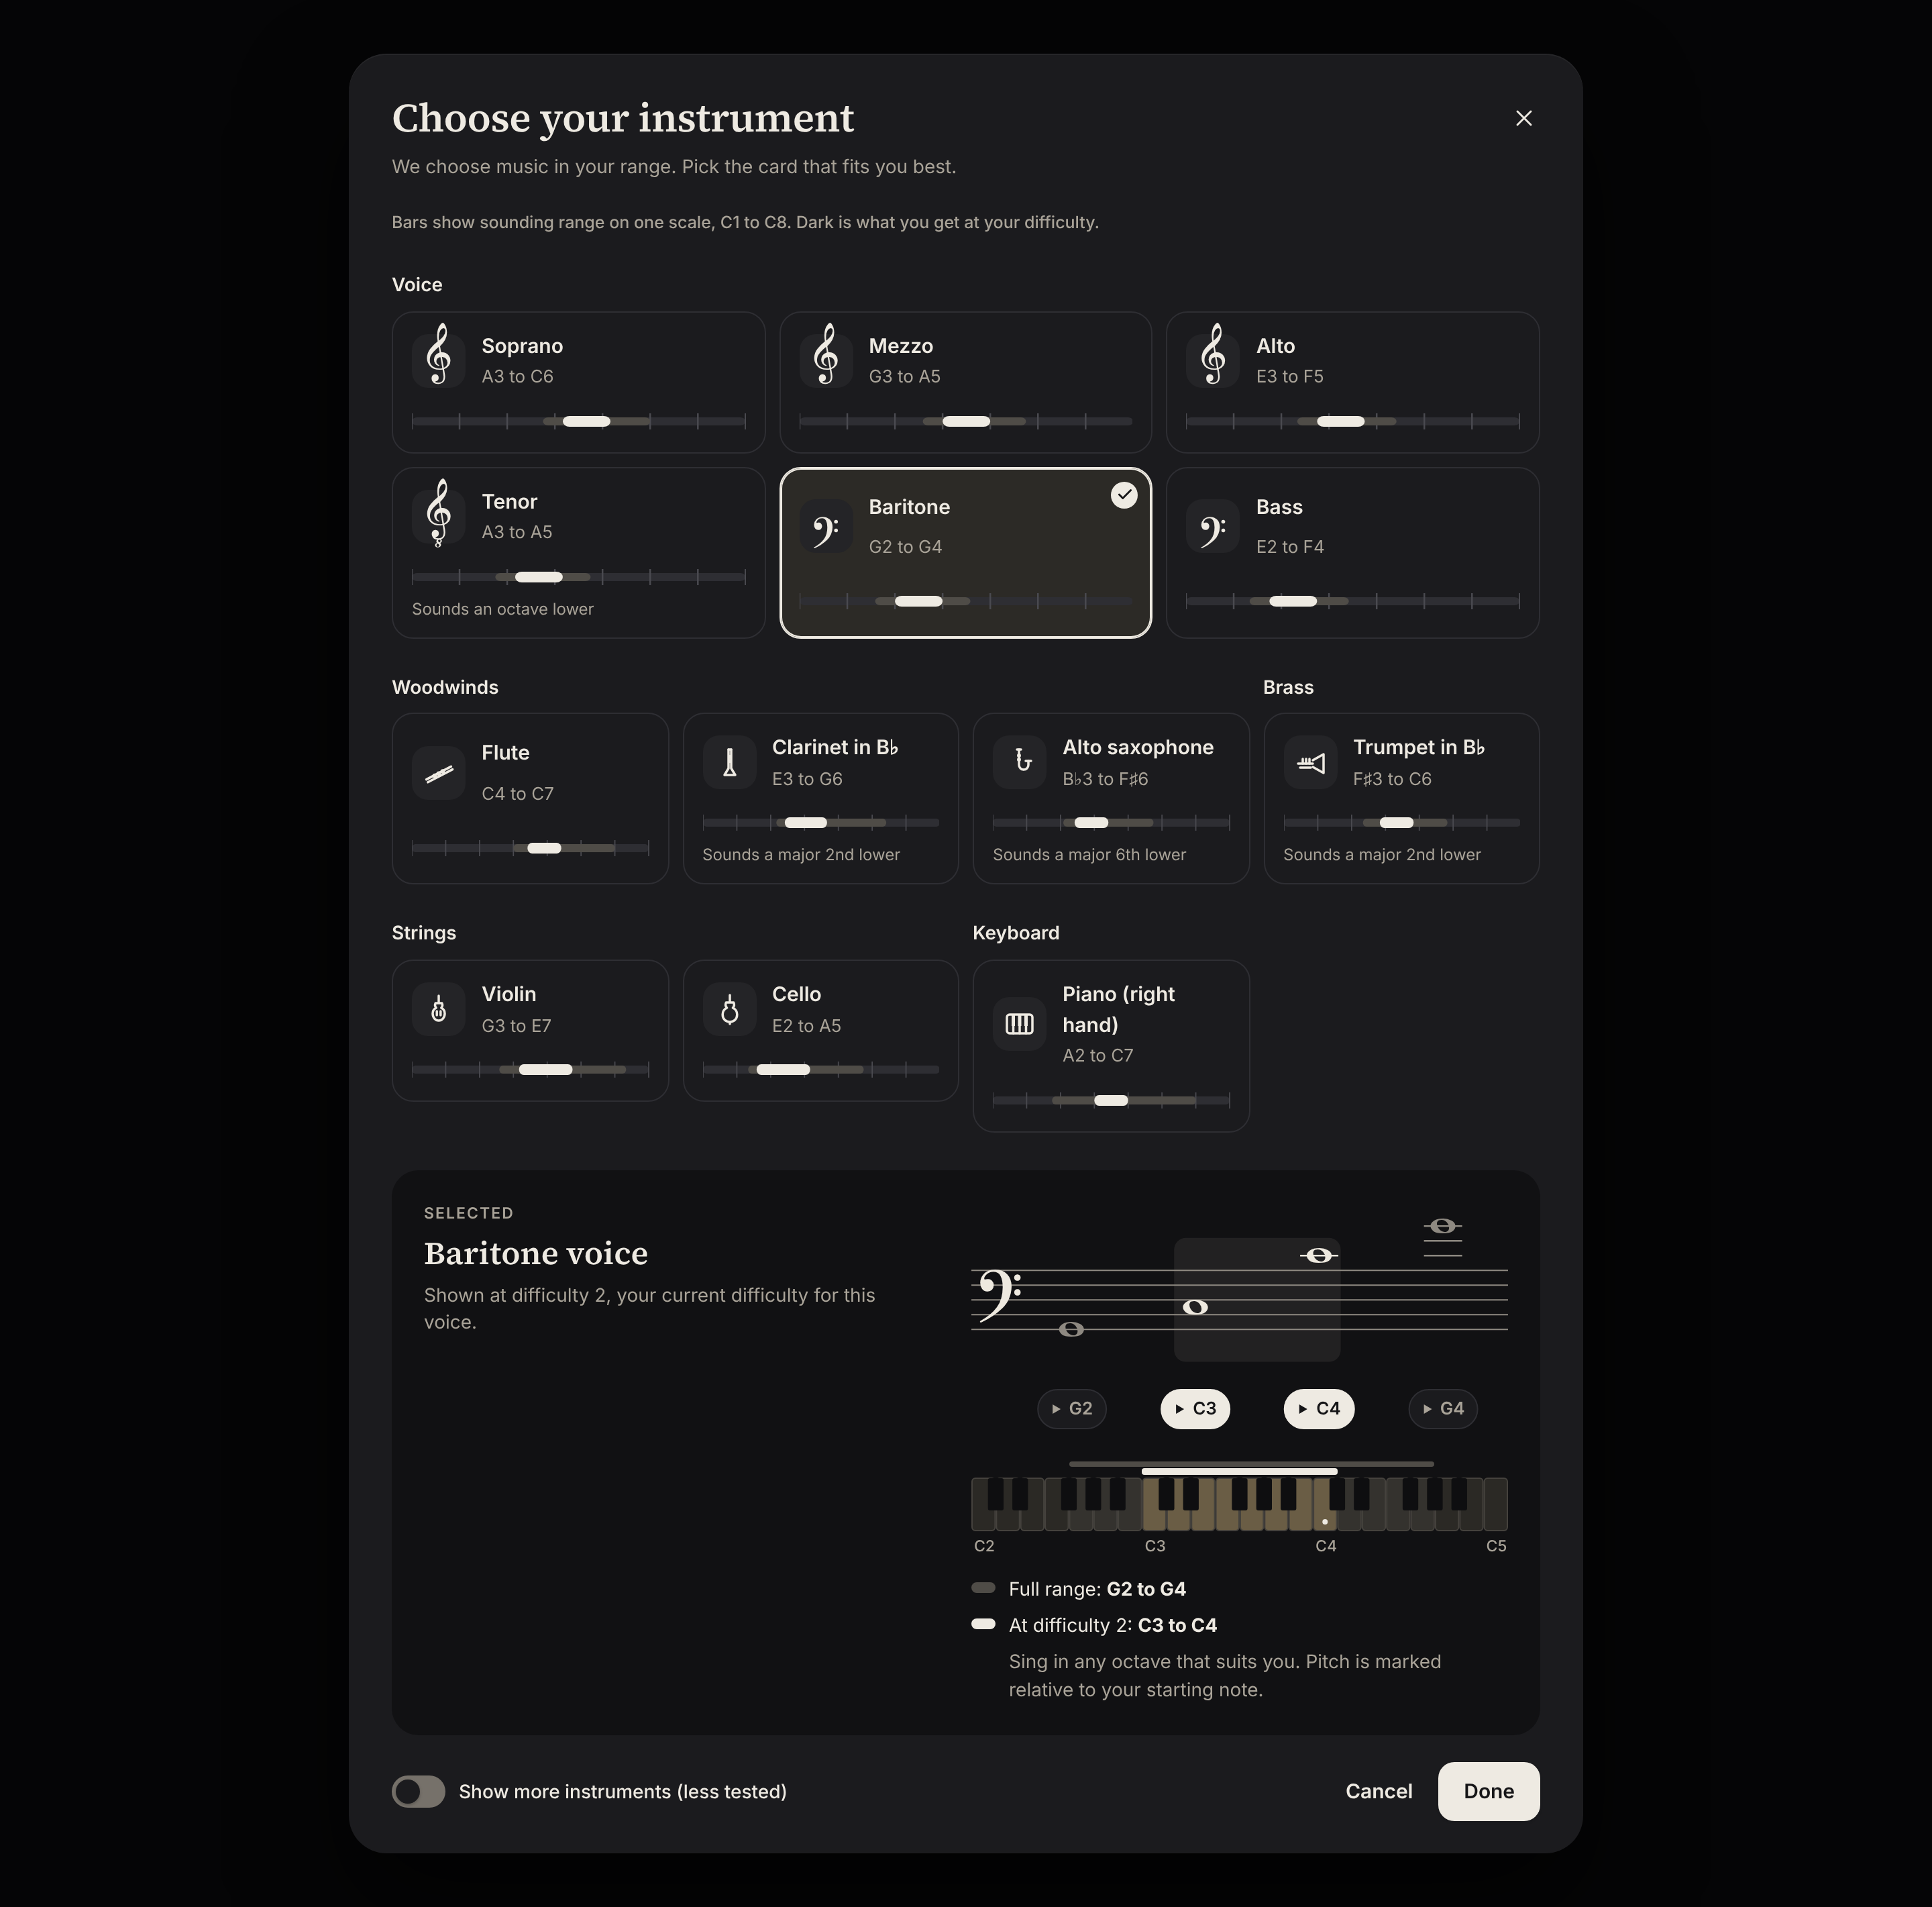 Choose your instrument
We choose music in your range. Pick the card that fits you best.
Bars show sounding range on one scale, C1 to C8. Dark is what you get at your difficulty.
Voice
Soprano
A3 to C6
Mezzo
G3 to A5
Alto
E3 to F5
Tenor
A3 to A5
Sounds an octave lower
Baritone
G2 to G4
Bass
E2 to F4
Woodwinds
Flute
C4 to C7
Clarinet in B♭
E3 to G6
Sounds a major 2nd lower
Alto saxophone
B♭3 to F♯6
Sounds a major 6th lower
Brass
Trumpet in B♭
F♯3 to C6
Sounds a major 2nd lower
Strings
Violin
G3 to E7
Cello
E2 to A5
Keyboard
Piano (right
hand)
A2 to C7
SELECTED
Baritone voice
Shown at difficulty 2, your current difficulty for this
voice.
G2
C3
C4
G4
C2
C3
C4
C5
Full range: G2 to G4
At difficulty 2: C3 to C4
Sing in any octave that suits you. Pitch is marked
relative to your starting note.
Show more instruments (less tested)
Cancel
Done